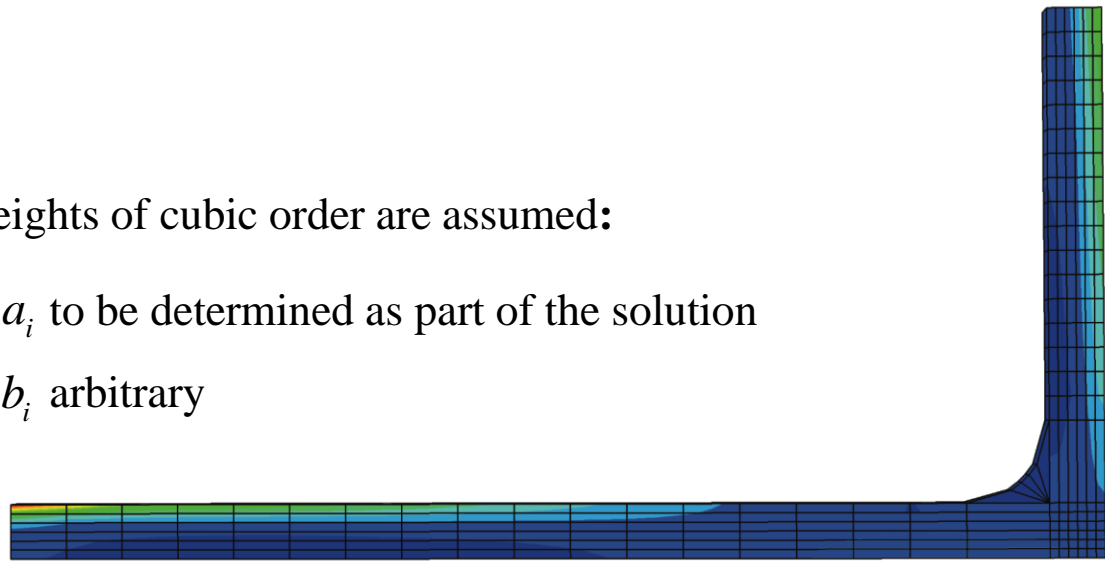 eights of cubic order are assumed:
a_i to be determined as part of the solution
b_i arbitrary